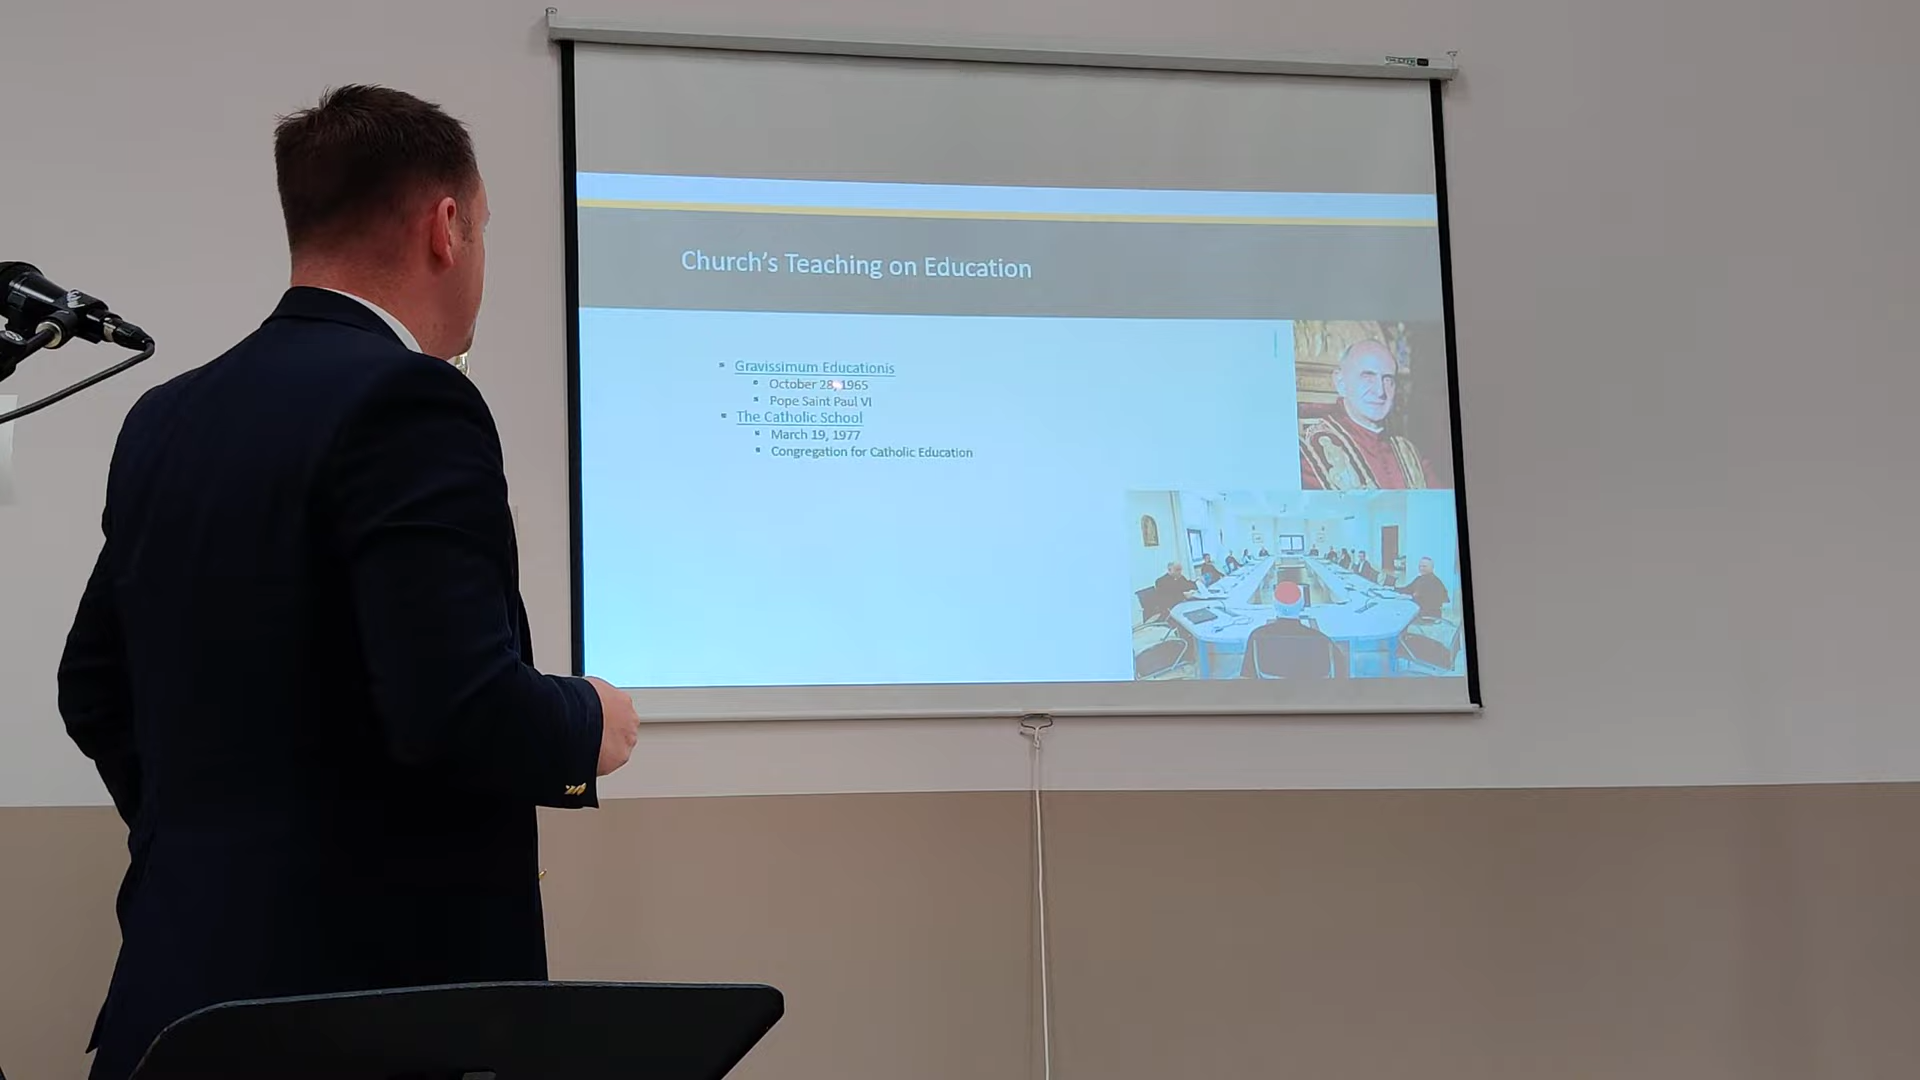 Church's Teaching on Education
Gravissimum Educationis
October 28, 1965
Pope Saint Paul VI
The Catholic School
March 19, 1977
Congregation for Catholic Education